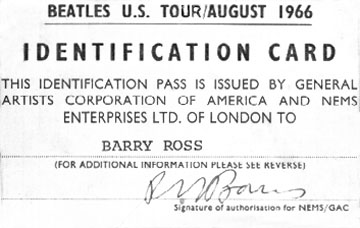 BEATLES U.S. TOUR/AUGUST 1966
IDENTIFICATION CARD
THIS IDENTIFICATION PASS IS ISSUED BY GENERAL
ARTISTS CORPORATION OF AMERICA AND NEMS
ENTERPRISES LTD. OF LONDON TO
BARRY ROSS
(FOR ADDITIONAL INFORMATION PLEASE SEE REVERSE)
Signature of authorisation for NEMS/GAC